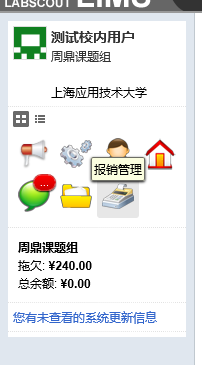 LABSCOUT LIMS
测试校内用户
周鼎课题组
上海应用技术大学
报销管理
周鼎课题组
拖欠: ¥240.00
总余额: ¥0.00
您有未查看的系统更新信息